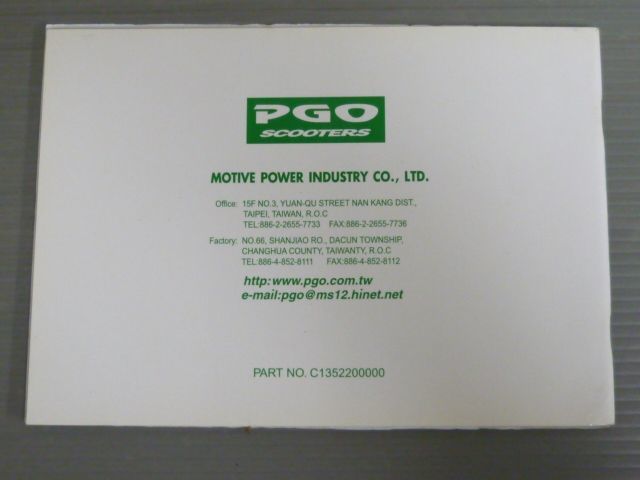 PGO
SCOOTERS
MOTIVE POWER INDUSTRY CO., LTD.
Office: 15F NO.3, YUAN-QU STREET NAN KANG DIST.,
TAIPEI, TAIWAN, R.O.C
TEL:886-2-2655-7733 FAX:886-2-2655-7736
Factory: NO.66, SHANJIAO RO., DACUN TOWNSHIP,
CHANGHUA COUNTY, TAIWANTY, R.O.C
TEL:886-4-852-8111 FAX:886-4-852-8112
http:www.pgo.com.tw
e-mail:pgo@ms12.hinet.net
PART NO. C1352200000